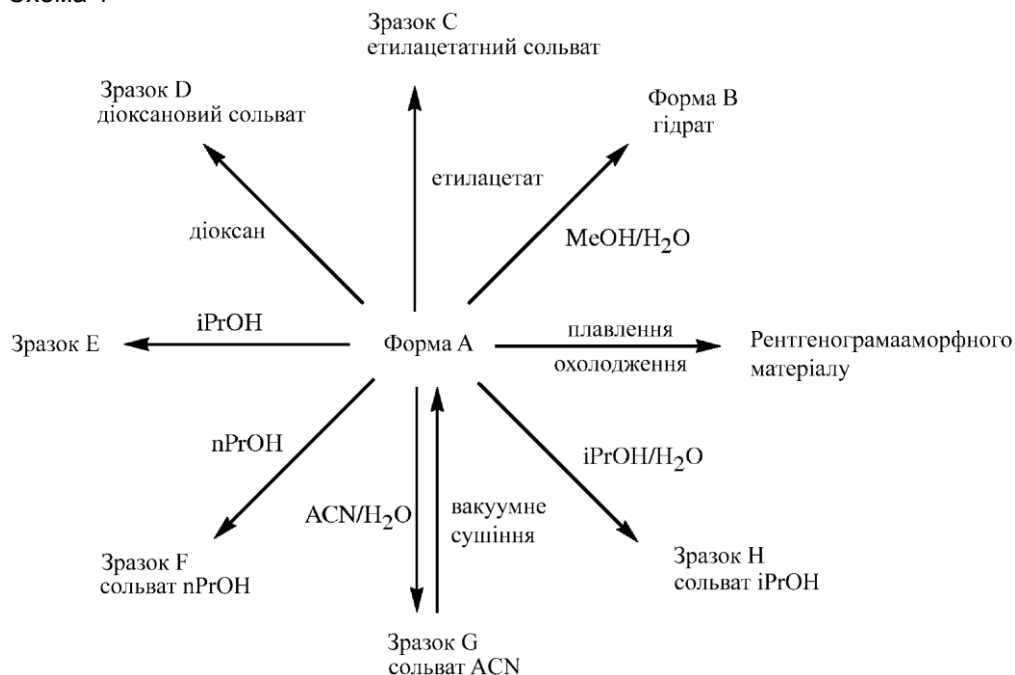 Схема 1
Зразок C
етилацетатний сольват
Зразок D
діоксановий сольват
Форма B
гідрат
етилацетат
діоксан
MeOH/H2O
iPrOH
плавлення
Зразок E
Форма A
Рентгенограмааморфного
охолодження
матеріалу
nPrOH
iPrOH/H2O
ACN/H2O
вакуумне
сушіння
Зразок F
сольват nPrOH
Зразок H
сольват iPrOH
Зразок G
сольват ACN